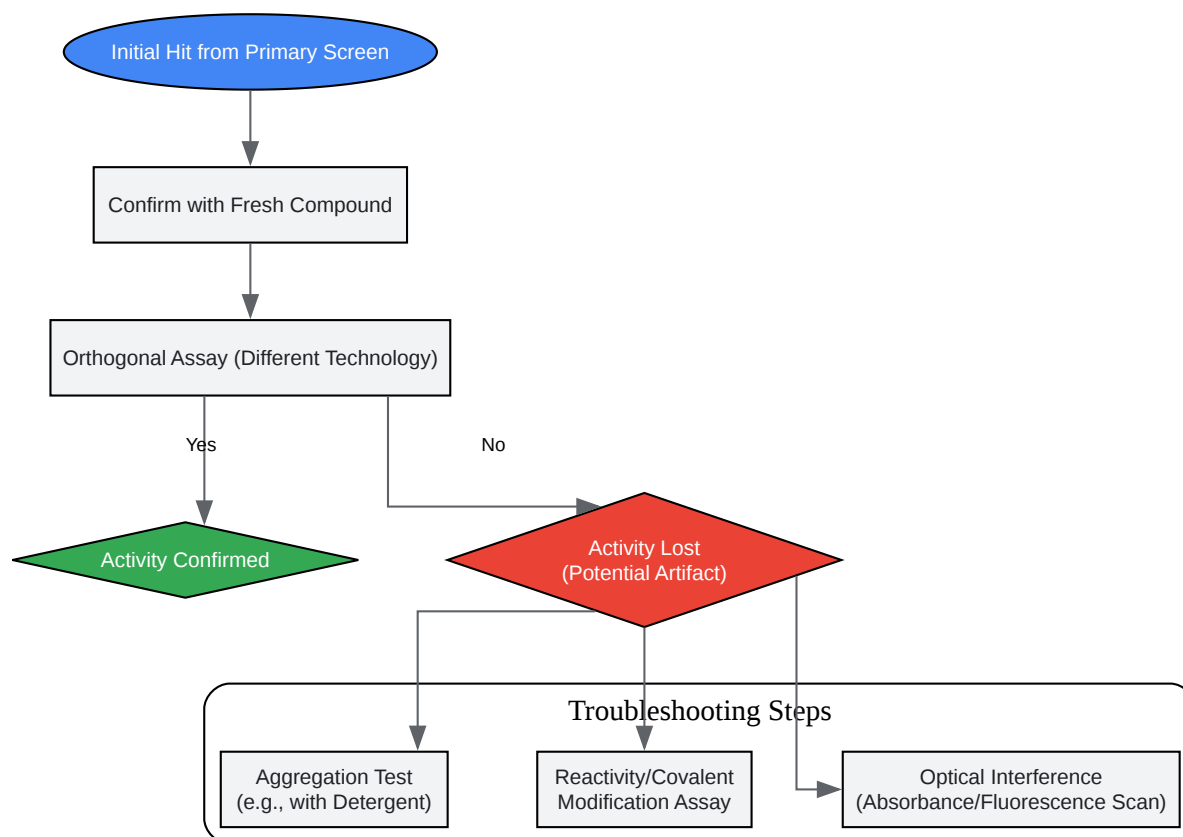 Initial Hit from Primary Screen
Confirm with Fresh Compound
Orthogonal Assay (Different Technology)
Yes
No
Activity Confirmed
Activity Lost
(Potential Artifact)
Troubleshooting Steps
Aggregation Test
(e.g., with Detergent)
Reactivity/Covalent
Modification Assay
Optical Interference
(Absorbance/Fluorescence Scan)